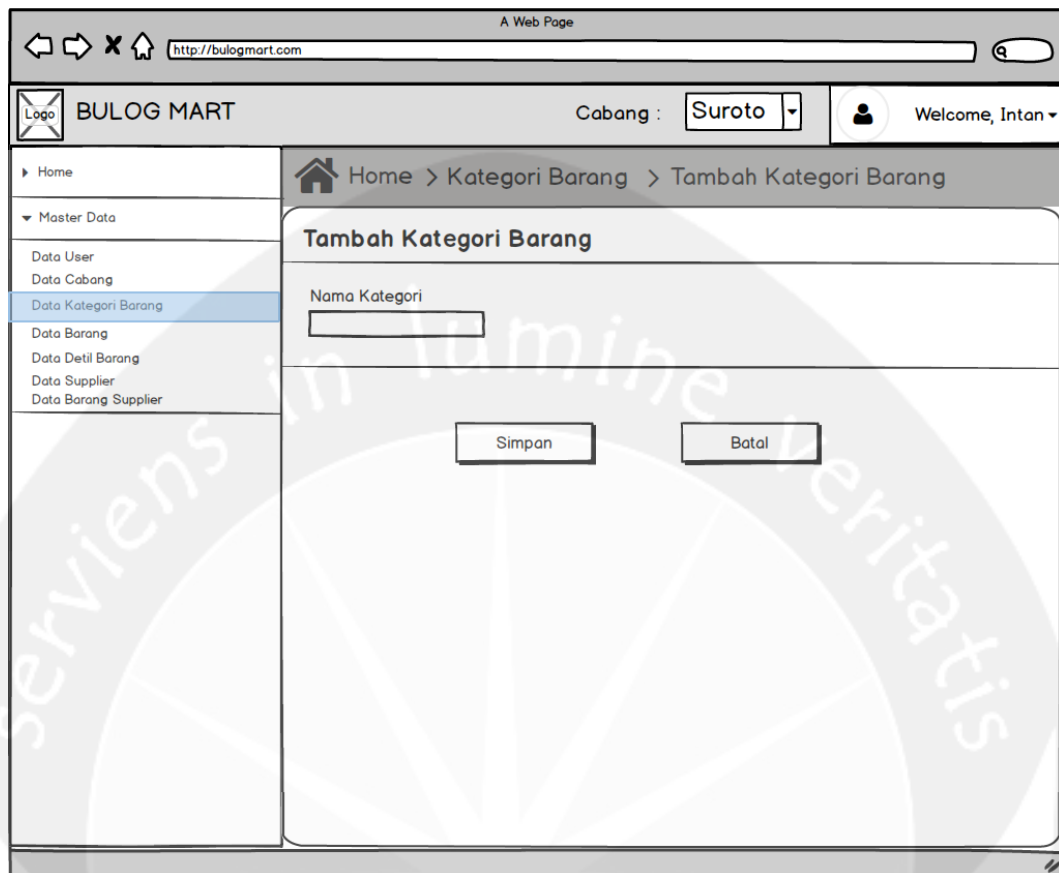 A Web Page
http://bulogmart.com
Logo BULOG MART Cabang : Suroto Welcome, Intan
Home
Home > Kategori Barang > Tambah Kategori Barang
Master Data
Tambah Kategori Barang
Data User
Data Cabang
Data Kategori Barang
Data Barang
Data Detil Barang
Data Supplier
Data Barang Supplier
Nama Kategori
Simpan Batal
serviens in lumine veritatis